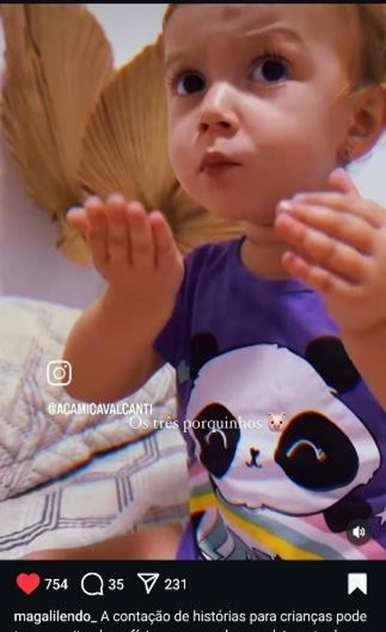 @ACAMICAVALCANTI
Os três porquinhos 🐷
754 35 231
magalilendo_ A contação de histórias para crianças pode